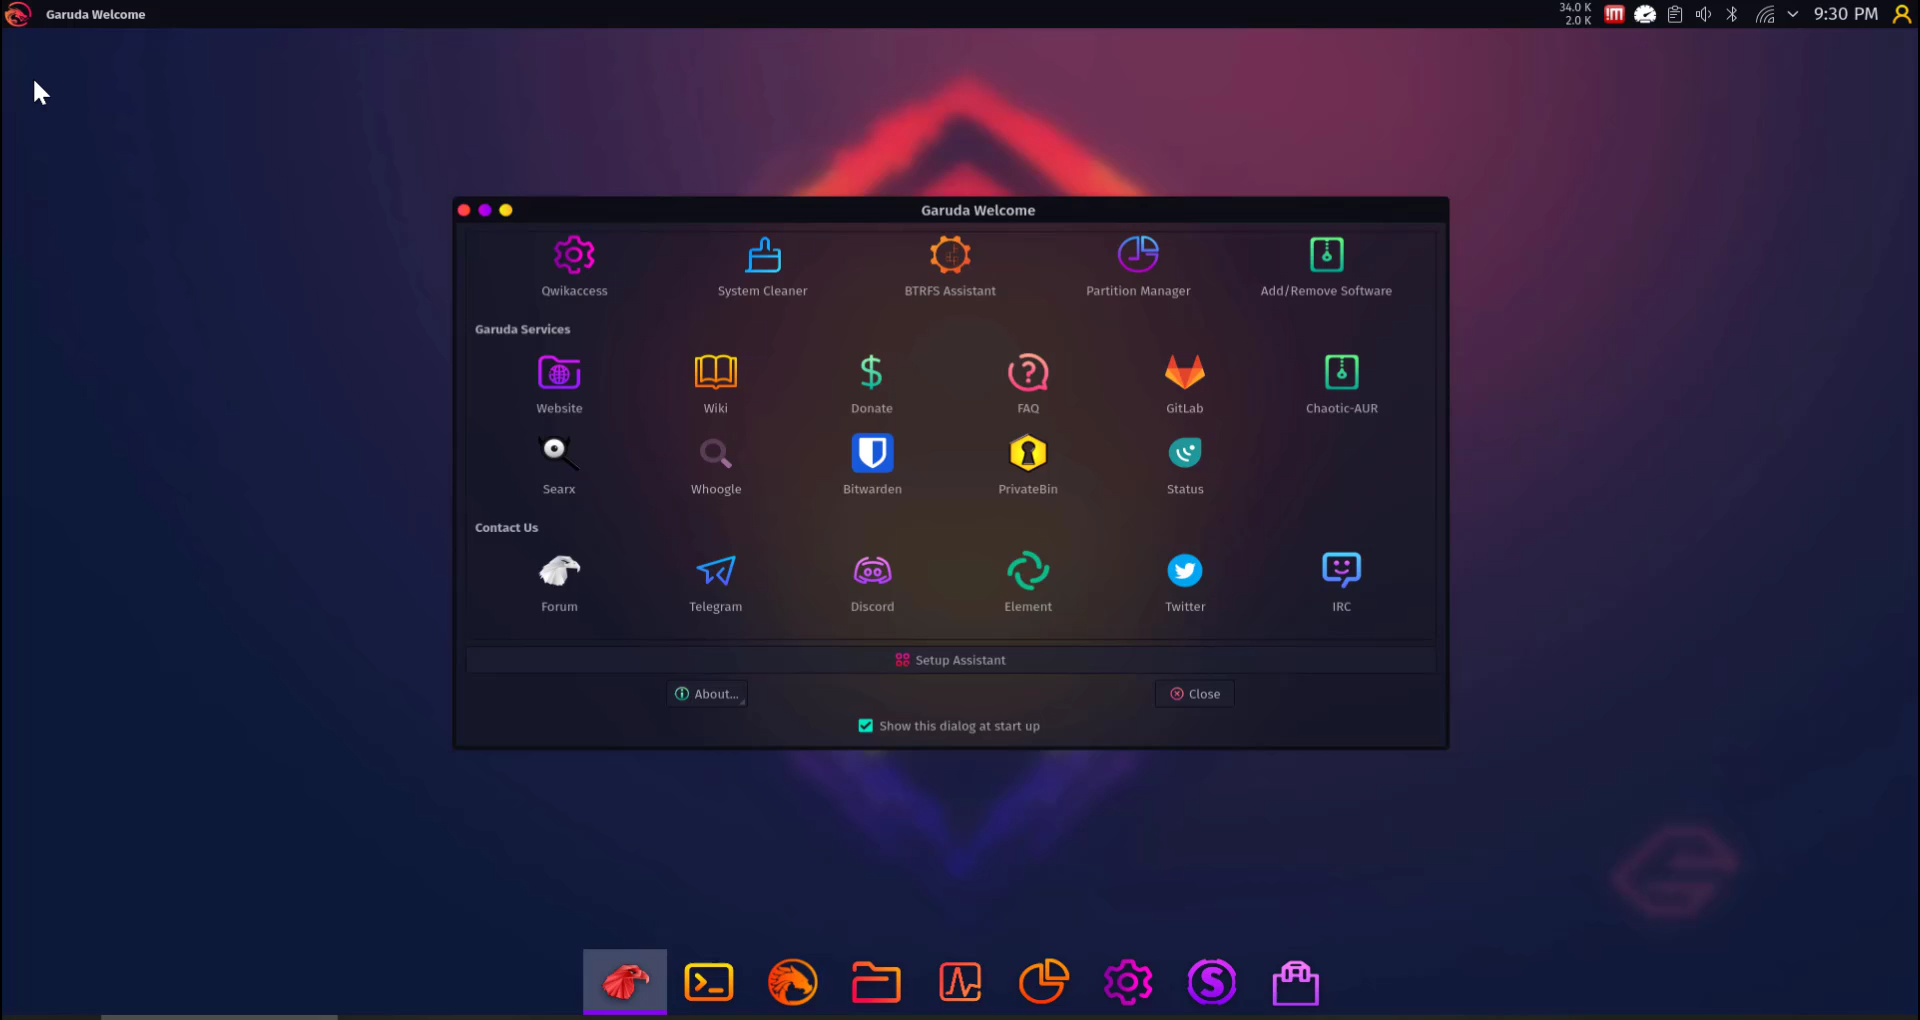 Garuda Welcome
34.0 K
2.0 K
9:30 PM
Garuda Welcome
Qwikaccess System Cleaner BTRFS Assistant Partition Manager Add/Remove Software
Garuda Services
Website Wiki Donate FAQ GitLab Chaotic-AUR
Searx Whoogle Bitwarden PrivateBin Status
Contact Us
Forum Telegram Discord Element Twitter IRC
Setup Assistant
About... Close
Show this dialog at start up